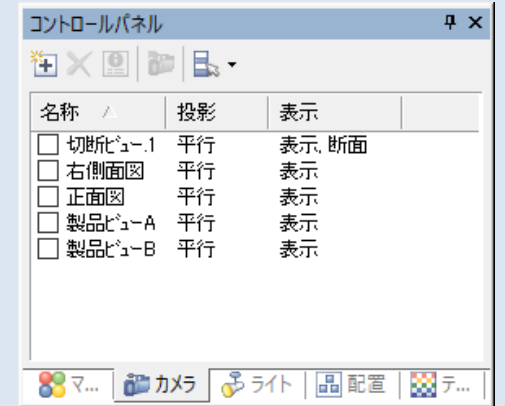 コントロールパネル
名称 投影 表示
切断ビュー.1 平行 表示, 断面
右側面図 平行 表示
正面図 平行 表示
製品ビューA 平行 表示
製品ビューB 平行 表示
マ... カメラ ライト 配置 テ...